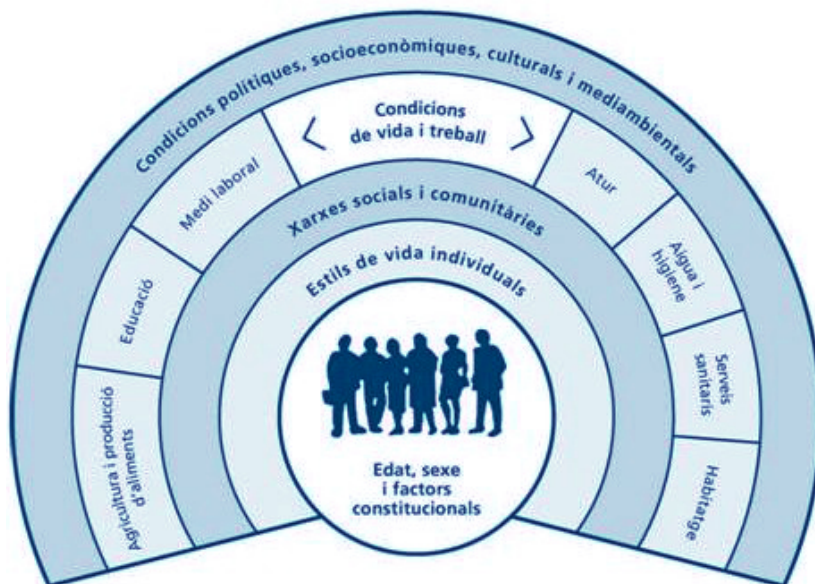 Condicions polítiques, socioeconòmiques, culturals i mediambientals
Condicions
de vida i treball
Agricultura i producció
d'aliments
Educació
Medi laboral
Atur
Aigua i
higiene
Serveis
sanitaris
Habitatge
Xarxes socials i comunitàries
Estils de vida individuals
Edat, sexe
i factors
constitucionals